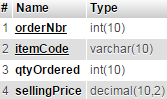 # Name Type
1 orderNbr int(10)
2 itemCode varchar(10)
3 qtyOrdered int(10)
4 sellingPrice decimal(10,2)